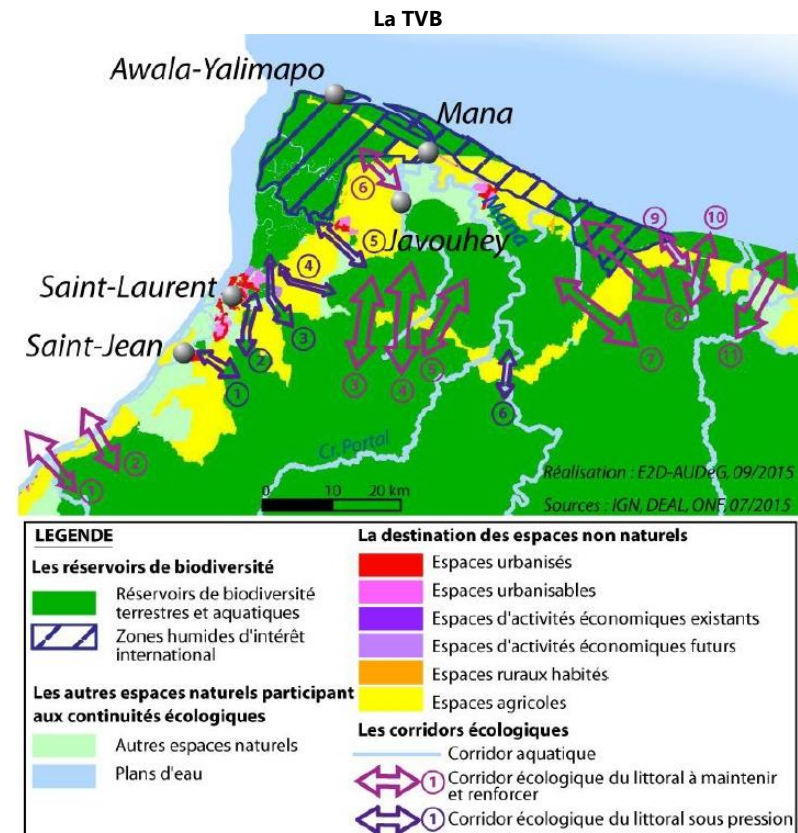 La TVB
Awala-Yalimapo
Mana
6
Mana
9
10
5
Javouhey
4
Saint-Laurent
8
3
Saint-Jean
2
7
11
1
3
4
5
6
2
1
Cr. Portal
Réalisation : E2D-AUDeG, 09/2015
0 10 20 km
Sources : IGN, DEAL, ONF, 07/2015
LEGENDE
Les réservoirs de biodiversité
Réservoirs de biodiversité
terrestres et aquatiques
Zones humides d'intérêt
international
Les autres espaces naturels participant
aux continuités écologiques
Autres espaces naturels
Plans d'eau
La destination des espaces non naturels
Espaces urbanisés
Espaces urbanisables
Espaces d'activités économiques existants
Espaces d'activités économiques futurs
Espaces ruraux habités
Espaces agricoles
Les corridors écologiques
Corridor aquatique
1 Corridor écologique du littoral à maintenir
et renforcer
1 Corridor écologique du littoral sous pression